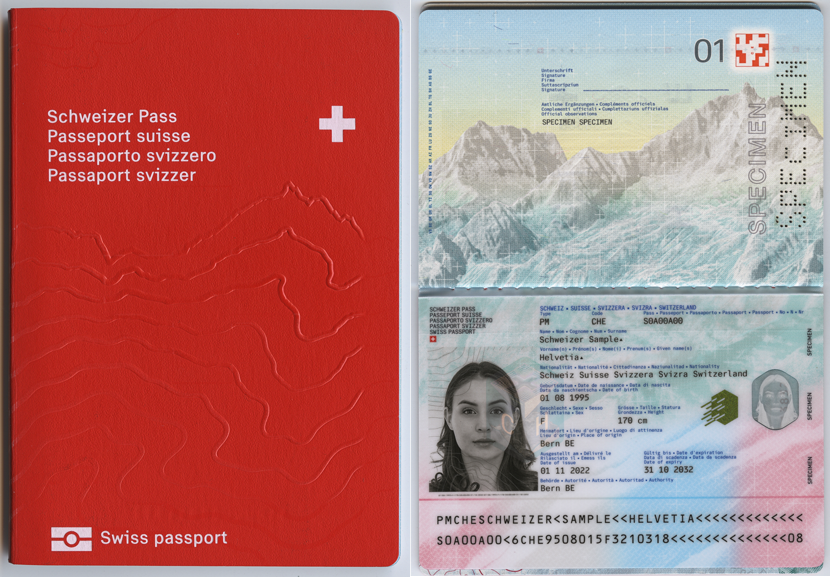 Schweizer Pass
Passeport suisse
Passaporto svizzero
Passaport svizzer
Swiss passport
01
Unterschrift
Signature
Firma
Suttascripziun
Signature
Amtliche Ergänzungen • Compléments officiels
Complementi ufficiali • Complettaziuns uffizialas
Official observations
SPECIMEN SPECIMEN
SPECIMEN
SPECIMEN
SCHWEIZER PASS
PASSEPORT SUISSE
PASSAPORTO SVIZZERO
PASSAPORT SVIZZER
SWISS PASSPORT
SCHWEIZ • SUISSE • SVIZZERA • SVIZRA • SWITZERLAND
Type Code Pass • Passeport • Passaporto • Passaport • Passport • No • N • Nr
PM CHE S0A00A00
Name • Nom • Cognome • Num • Surname
Schweizer Sample
Vorname(n) • Prénom(s) • Nome(i) • Prenum(s) • Given name(s)
Helvetia
Nationalität • Nationalité • Cittadinanza • Naziunalitad • Nationality
Schweiz Suisse Svizzera Svizra Switzerland
Geburtsdatum • Date de naissance • Data di nascita
Data da naschientscha • Date of birth
01 08 1995
Geschlecht • Sexe • Sesso
Schlattaina • Sex
Grösse • Taille • Statura
Grondezza • Height
F 170 cm
Heimatort • Lieu d'origine • Luogo di attinenza
Lieu d'origine • Place of origin
Bern BE
Ausgestellt am • Délivré le
Rilasciato il • Emess ils
Date of issue
Gültig bis • Date d'expiration
Data di scadenza • Data da scadenza
Date of expiry
01 11 2022 31 10 2032
Behörde • Autorité • Autorità • Autoritad • Authority
Bern BE
SPECIMEN
SPECIMEN
SPECIMEN
PMCHESCHWEIZER<SAMPLE<<HELVETIA<<<<<<<<<<<<<
S0A00A00<6CHE9508015F3210318<<<<<<<<<<<<<<08